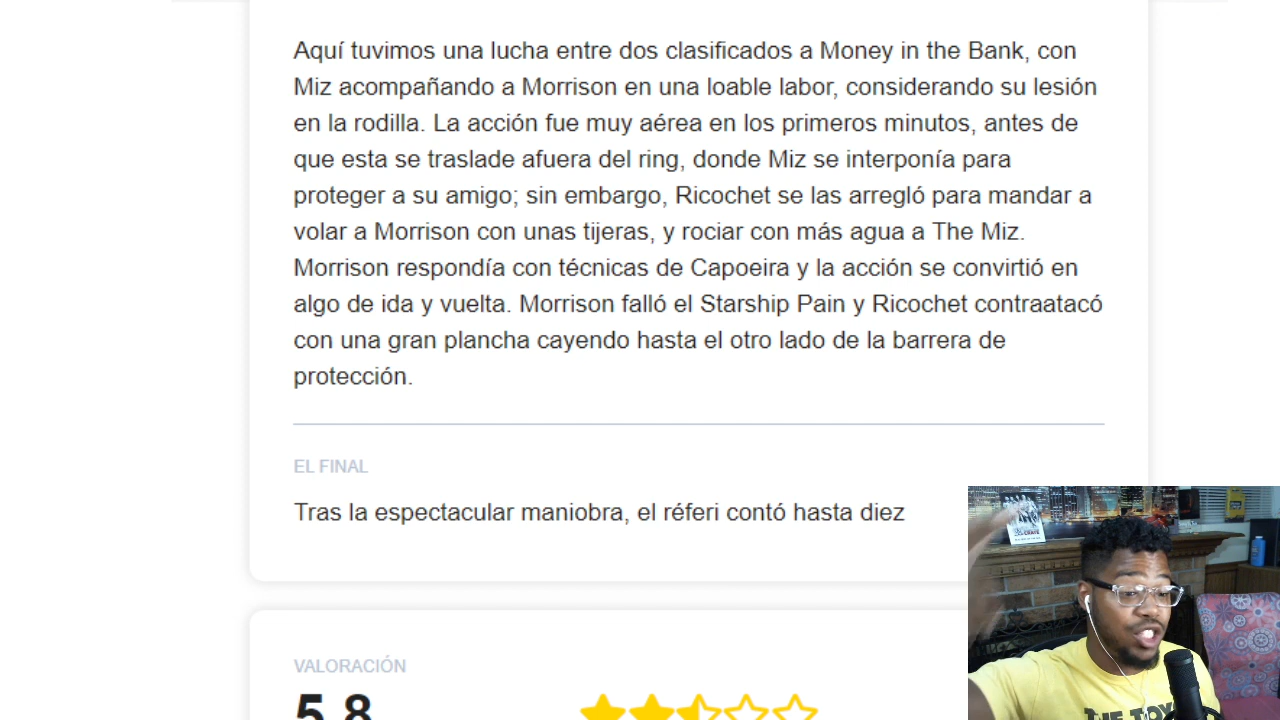 Aquí tuvimos una lucha entre dos clasificados a Money in the Bank, con
Miz acompañando a Morrison en una loable labor, considerando su lesión
en la rodilla. La acción fue muy aérea en los primeros minutos, antes de
que esta se traslade afuera del ring, donde Miz se interponía para
proteger a su amigo; sin embargo, Ricochet se las arregló para mandar a
volar a Morrison con unas tijeras, y rociar con más agua a The Miz.
Morrison respondía con técnicas de Capoeira y la acción se convirtió en
algo de ida y vuelta. Morrison falló el Starship Pain y Ricochet contraatacó
con una gran plancha cayendo hasta el otro lado de la barrera de
protección.
EL FINAL
Tras la espectacular maniobra, el réferi contó hasta diez
VALORACIÓN
5.8
THE TOYS